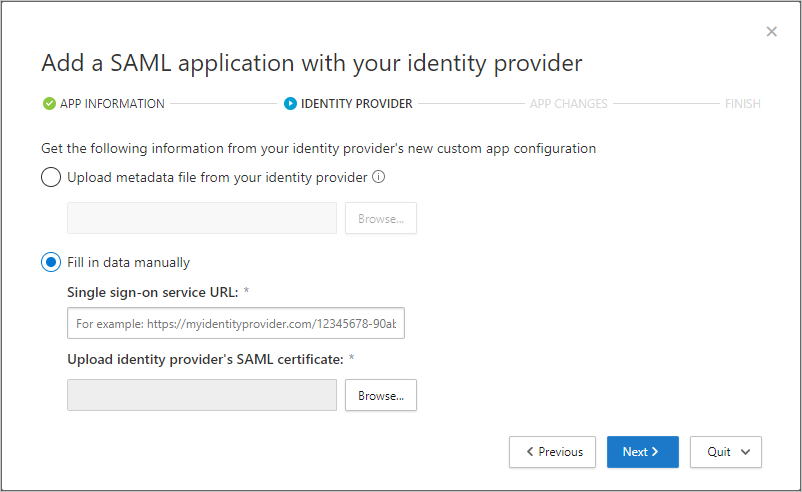 Add a SAML application with your identity provider
APP INFORMATION IDENTITY PROVIDER APP CHANGES FINISH
Get the following information from your identity provider's new custom app configuration
Upload metadata file from your identity provider
Browse...
Fill in data manually
Single sign-on service URL: *
For example: https://myidentityprovider.com/12345678-90ab
Upload identity provider's SAML certificate: *
Browse...
Previous Next Quit